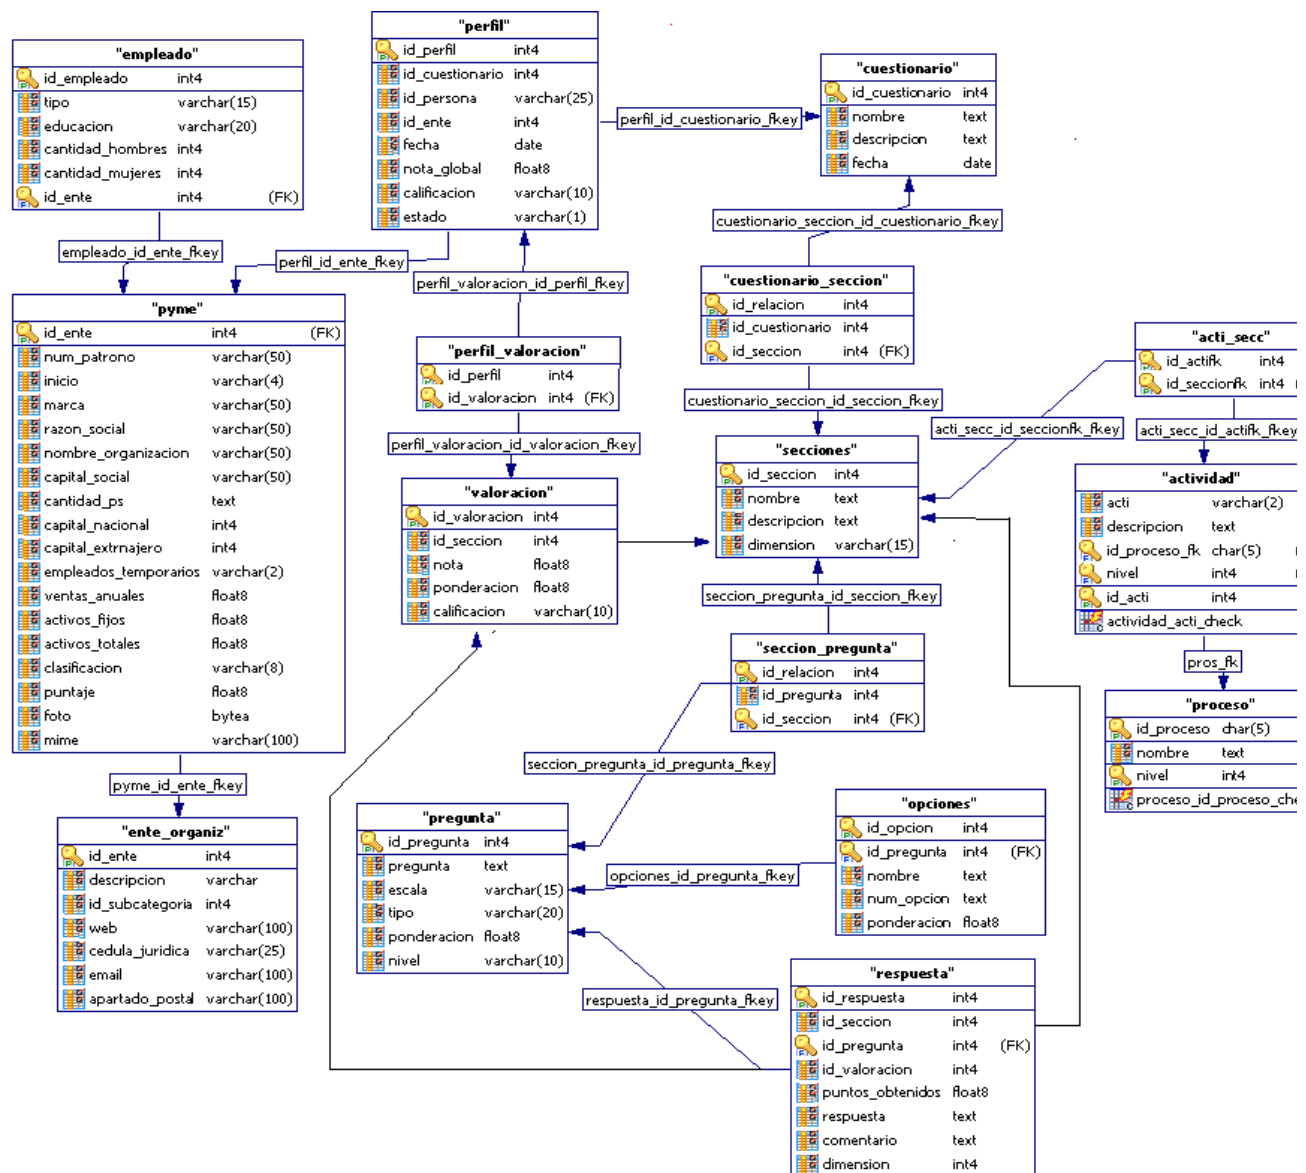 "empleado"
id_empleado int4
tipo varchar(15)
educacion varchar(20)
cantidad_hombres int4
cantidad_mujeres int4
id_ente int4 (FK)
"perfil"
id_perfil int4
id_cuestionario int4
id_persona varchar(25)
id_ente int4
fecha date
nota_global float8
calificacion varchar(10)
estado varchar(1)
perfil_id_cuestionario_fkey
"cuestionario"
id_cuestionario int4
nombre text
descripcion text
fecha date
cuestionario_seccion_id_cuestionario_fkey
empleado_id_ente_fkey
perfil_id_ente_fkey
perfil_valoracion_id_perfil_fkey
"pyme"
id_ente int4 (FK)
num_patrono varchar(50)
inicio varchar(4)
marca varchar(50)
razon_social varchar(50)
nombre_organizacion varchar(50)
capital_social varchar(50)
cantidad_ps text
capital_nacional int4
capital_extrnajero int4
empleados_temporarios varchar(2)
ventas_anuales float8
activos_fijos float8
activos_totales float8
clasificacion varchar(8)
puntaje float8
foto bytea
mime varchar(100)
"perfil_valoracion"
id_perfil int4
id_valoracion int4 (FK)
perfil_valoracion_id_valoracion_fkey
"cuestionario_seccion"
id_relacion int4
id_cuestionario int4
id_seccion int4 (FK)
cuestionario_seccion_id_seccion_fkey
"acti_secc"
id_actifk int4
id_seccionfk int4
acti_secc_id_seccionfk_fkey
acti_secc_id_actifk_fkey
"valoracion"
id_valoracion int4
id_seccion int4
nota float8
ponderacion float8
calificacion varchar(10)
"secciones"
id_seccion int4
nombre text
descripcion text
dimension varchar(15)
seccion_pregunta_id_seccion_fkey
"actividad"
acti varchar(2)
descripcion text
id_proceso_fk char(5)
nivel int4
id_acti int4
actividad_acti_check
pros_fk
"seccion_pregunta"
id_relacion int4
id_pregunta int4
id_seccion int4 (FK)
seccion_pregunta_id_pregunta_fkey
"proceso"
id_proceso char(5)
nombre text
nivel int4
proceso_id_proceso_che
pyme_id_ente_fkey
"ente_organiz"
id_ente int4
descripcion varchar
id_subcategoria int4
web varchar(100)
cedula_juridica varchar(25)
email varchar(100)
apartado_postal varchar(100)
"pregunta"
id_pregunta int4
pregunta text
escala varchar(15)
tipo varchar(20)
ponderacion float8
nivel varchar(10)
opciones_id_pregunta_fkey
"opciones"
id_opcion int4
id_pregunta int4 (FK)
nombre text
num_opcion text
ponderacion float8
respuesta_id_pregunta_fkey
"respuesta"
id_respuesta int4
id_seccion int4
id_pregunta int4 (FK)
id_valoracion int4
puntos_obtenidos float8
respuesta text
comentario text
dimension int4